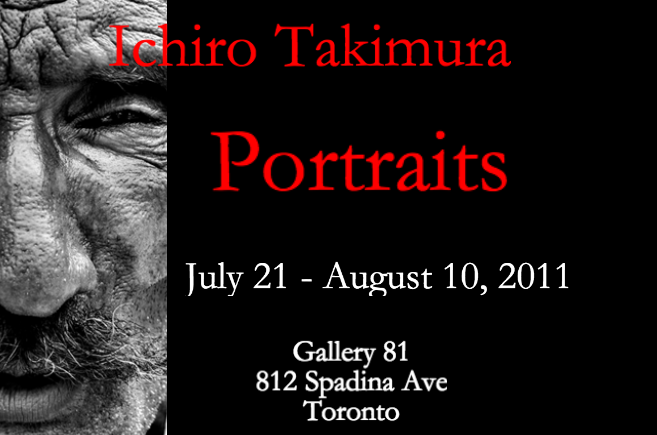 Ichiro Takimura
Portraits
July 21 - August 10, 2011
Gallery 81
812 Spadina Ave
Toronto